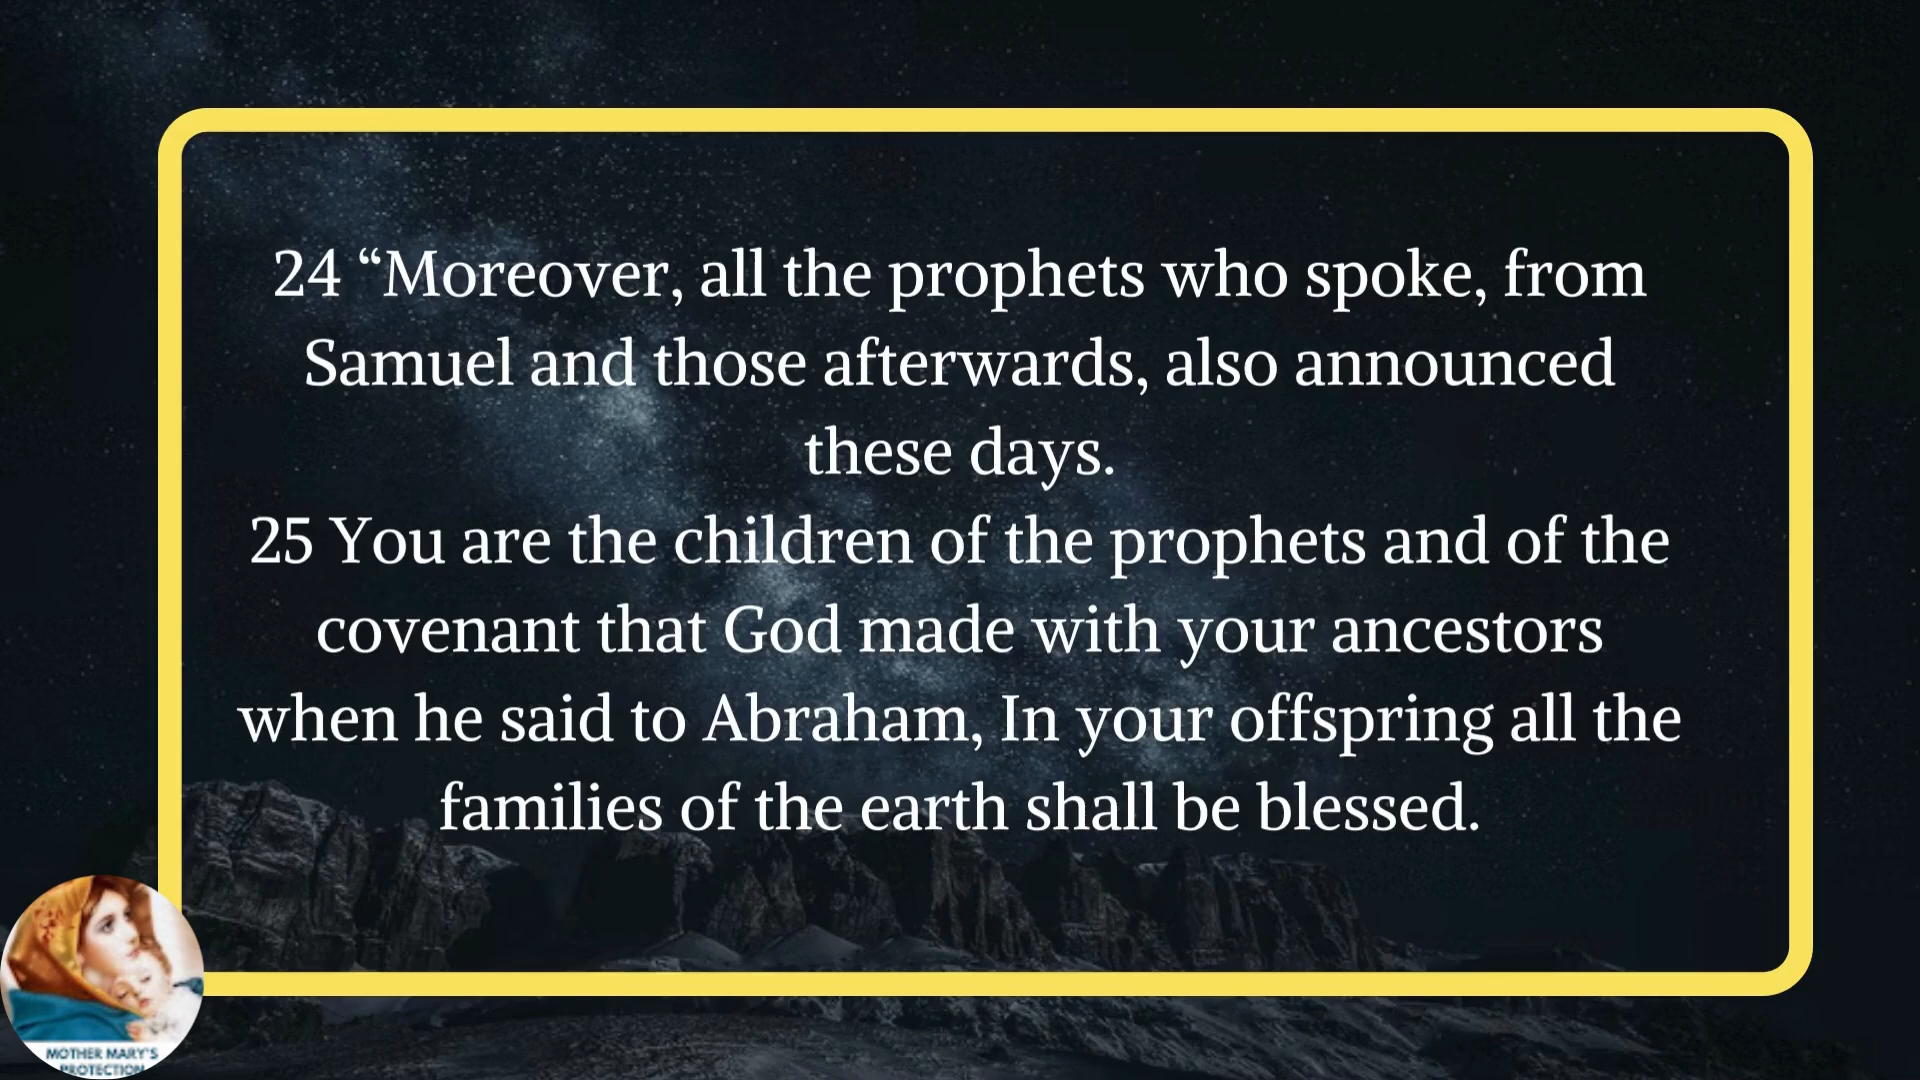 24 “Moreover, all the prophets who spoke, from
Samuel and those afterwards, also announced
these days.
25 You are the children of the prophets and of the
covenant that God made with your ancestors
when he said to Abraham, In your offspring all the
families of the earth shall be blessed.
MOTHER MARY'S
PROTECTION